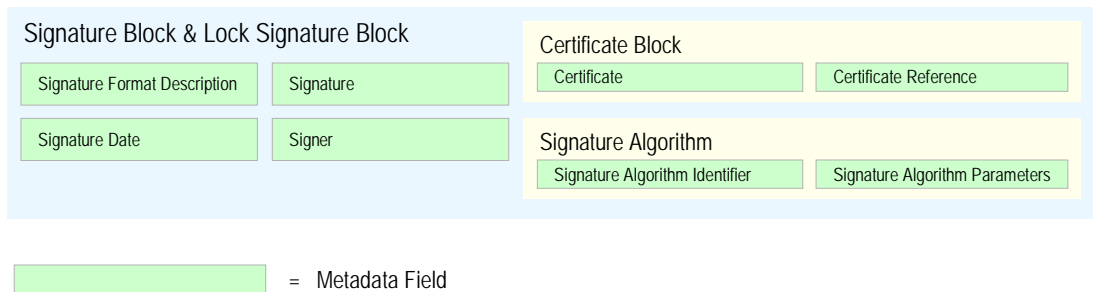 Signature Block & Lock Signature Block
Signature Format Description
Signature
Signature Date
Signer
Certificate Block
Certificate
Certificate Reference
Signature Algorithm
Signature Algorithm Identifier
Signature Algorithm Parameters
= Metadata Field